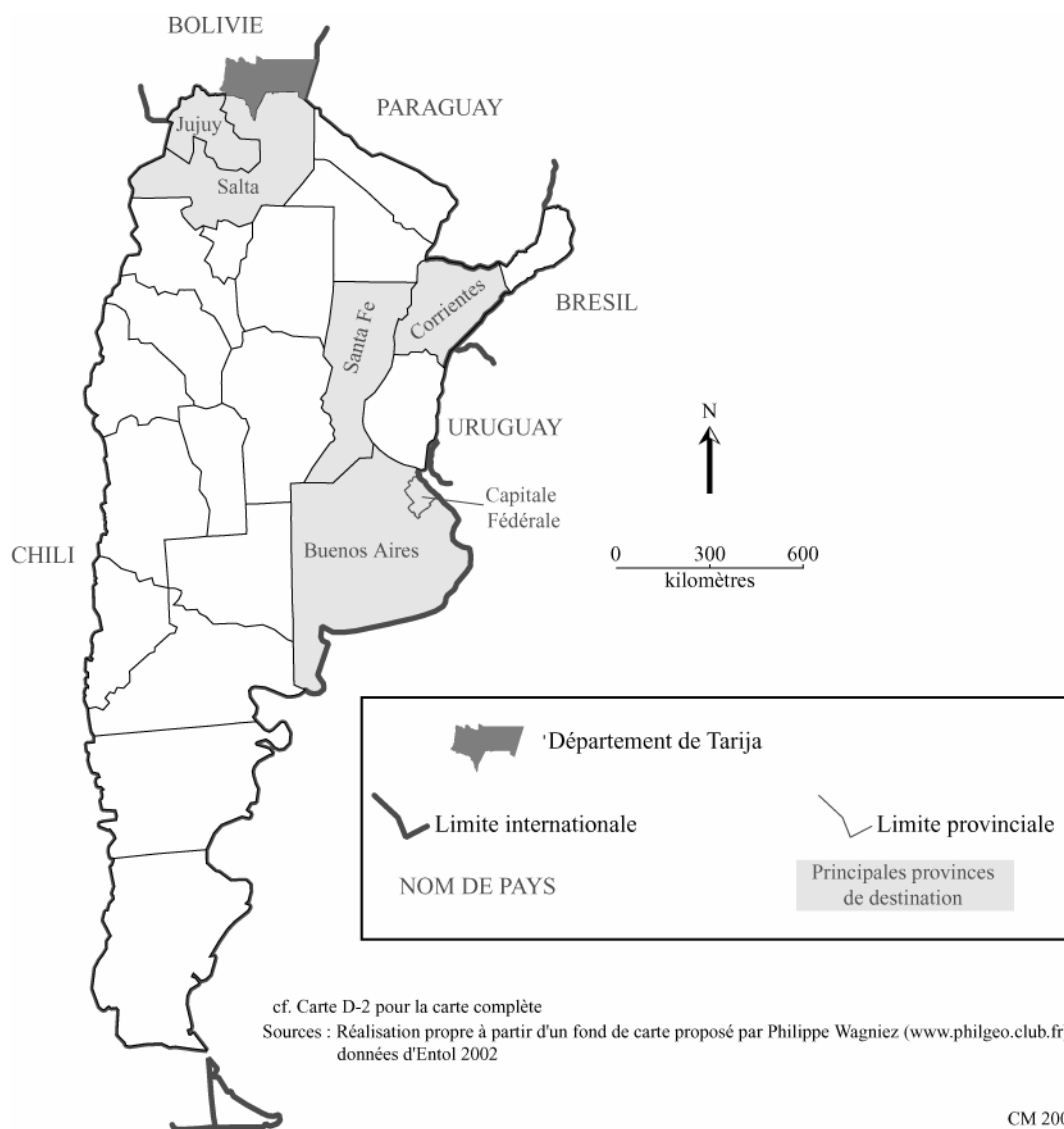 BOLIVIE
PARAGUAY
Jujuy
Salta
BRESIL
Corrientes
Santa Fe
URUGUAY
N
Capitale
Fédérale
Buenos Aires
CHILI
0 300 600
kilomètres
'Département de Tarija
Limite internationale
Limite provinciale
NOM DE PAYS
Principales provinces
de destination
cf. Carte D-2 pour la carte complète
Sources : Réalisation propre à partir d'un fond de carte proposé par Philippe Wagniez (www.philgeo.club.fr)
données d'Entol 2002
CM 200